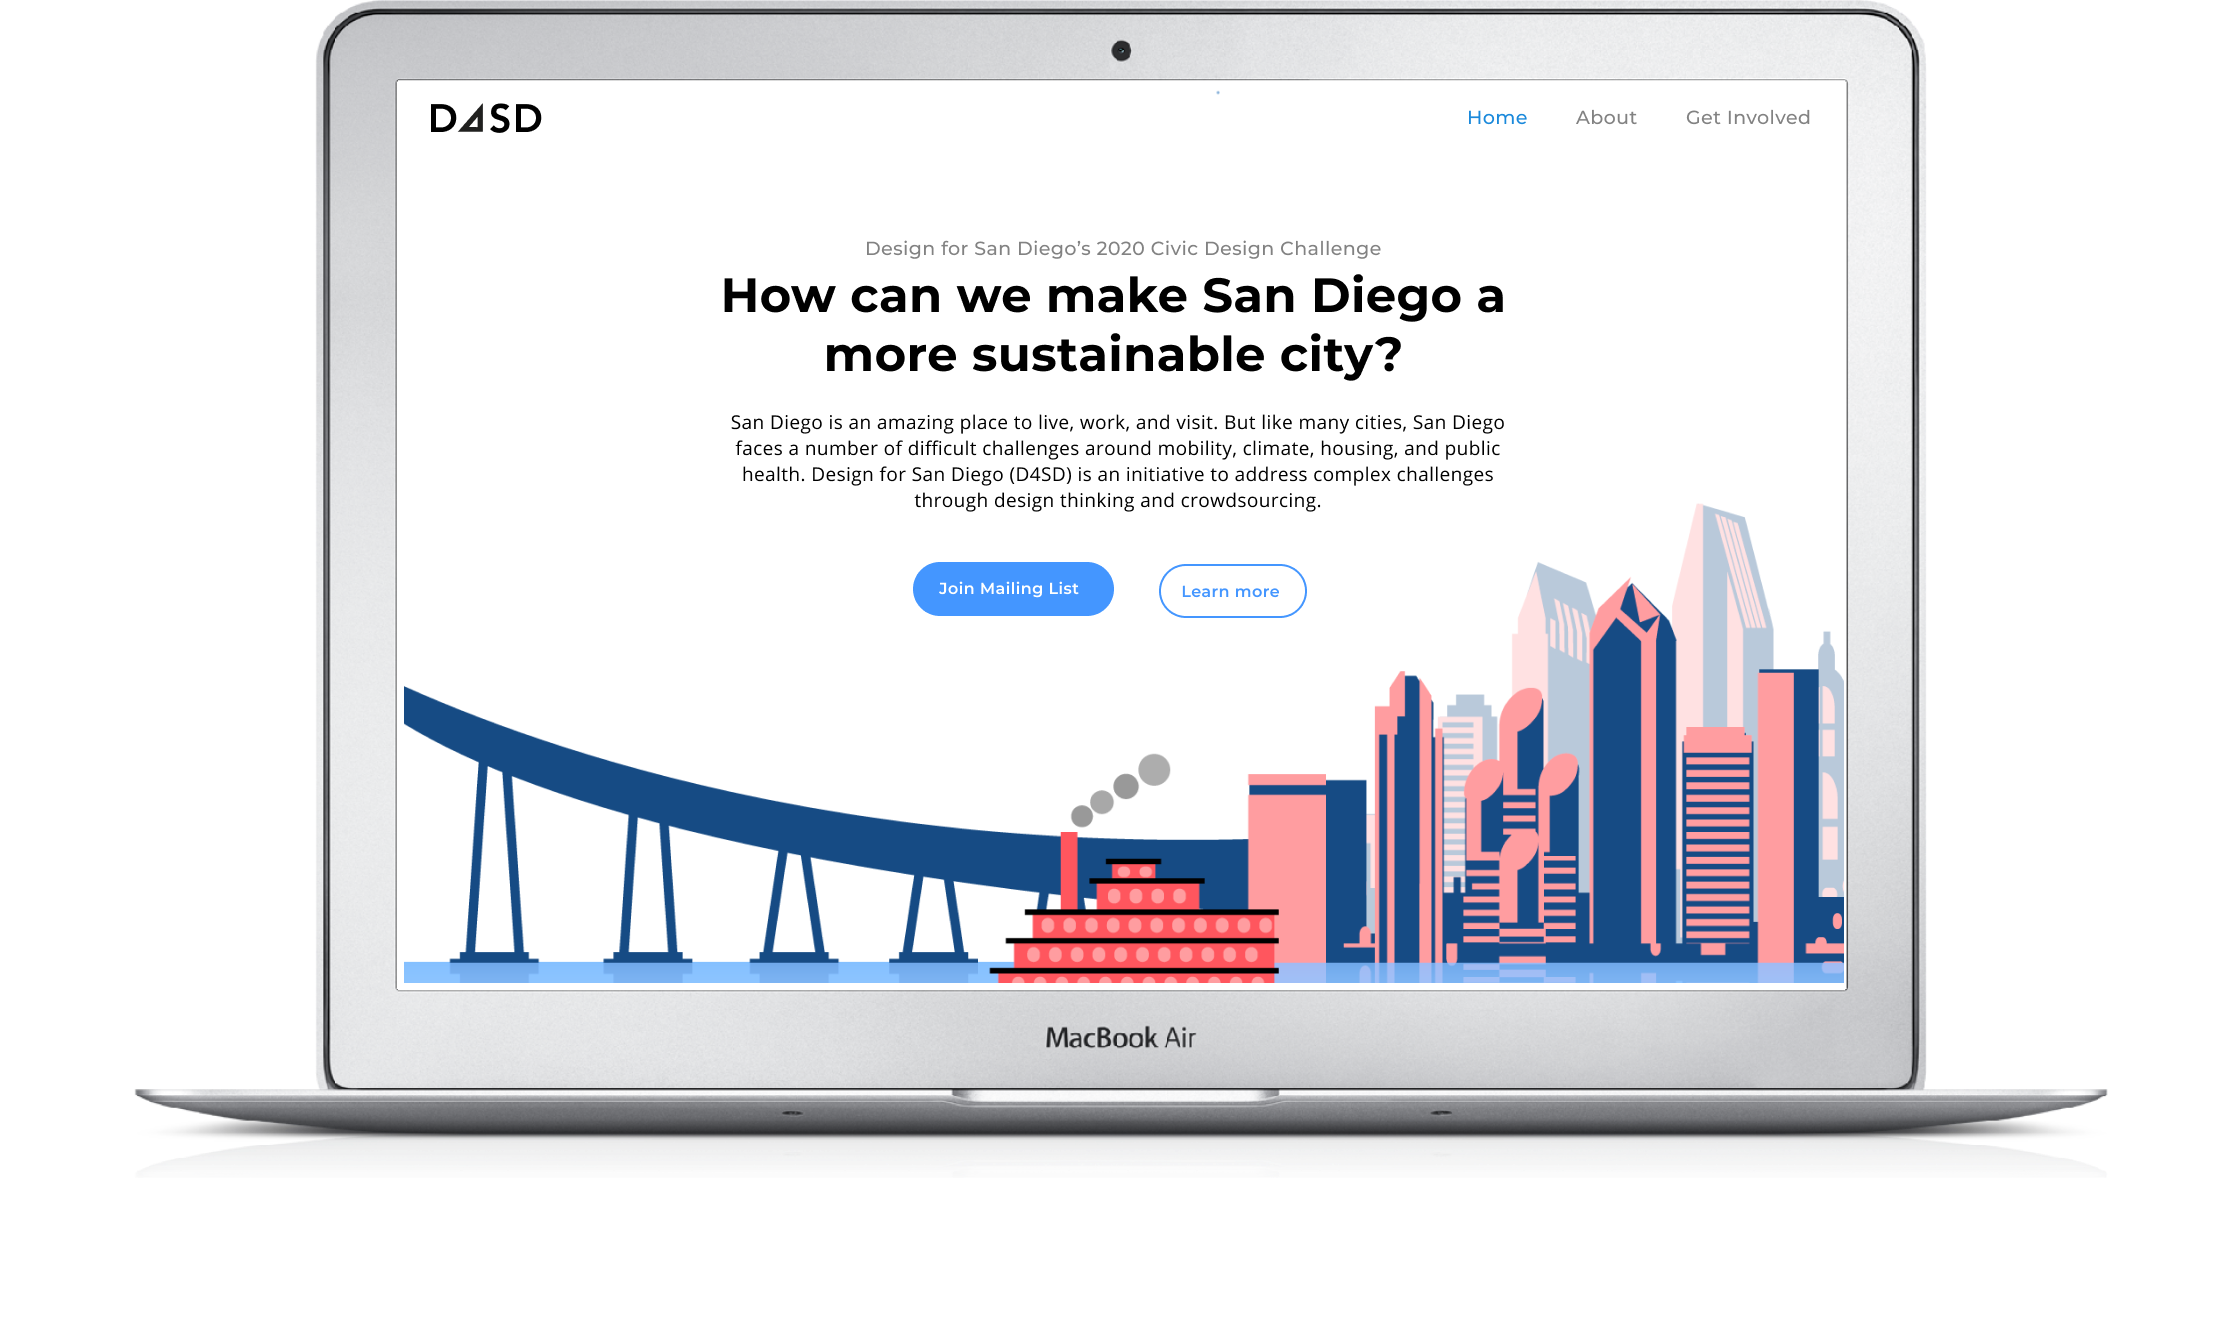 D4SD
Home About Get Involved
Design for San Diego’s 2020 Civic Design Challenge
How can we make San Diego a
more sustainable city?
San Diego is an amazing place to live, work, and visit. But like many cities, San Diego
faces a number of difficult challenges around mobility, climate, housing, and public
health. Design for San Diego (D4SD) is an initiative to address complex challenges
through design thinking and crowdsourcing.
Join Mailing List Learn more
MacBook Air